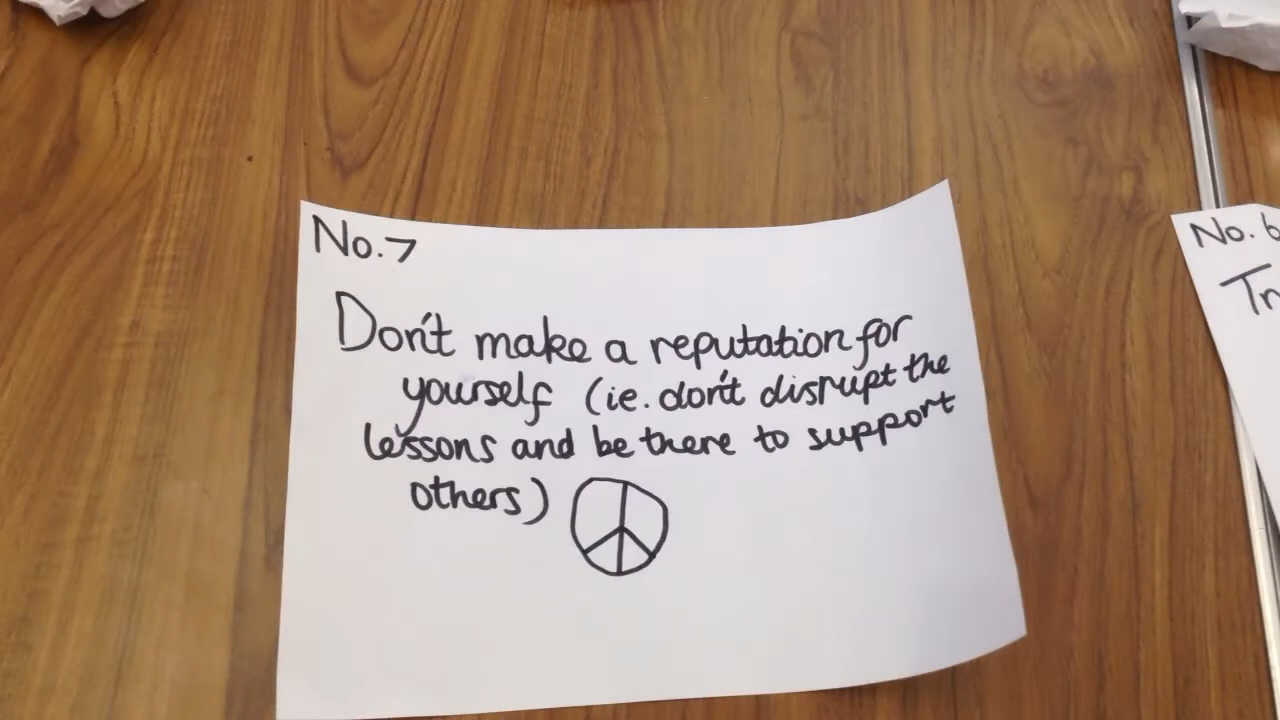 No.7
Don't make a reputation for
yourself (ie. don't disrupt the
lessons and be there to support
others)
No. 6